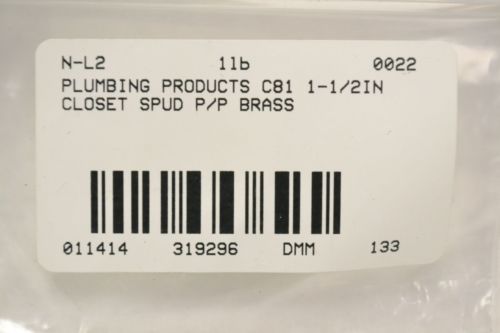 N-L2 1lb 0022
PLUMBING PRODUCTS C81 1-1/2IN
CLOSET SPUD P/P BRASS
011414 319296 DMM 133